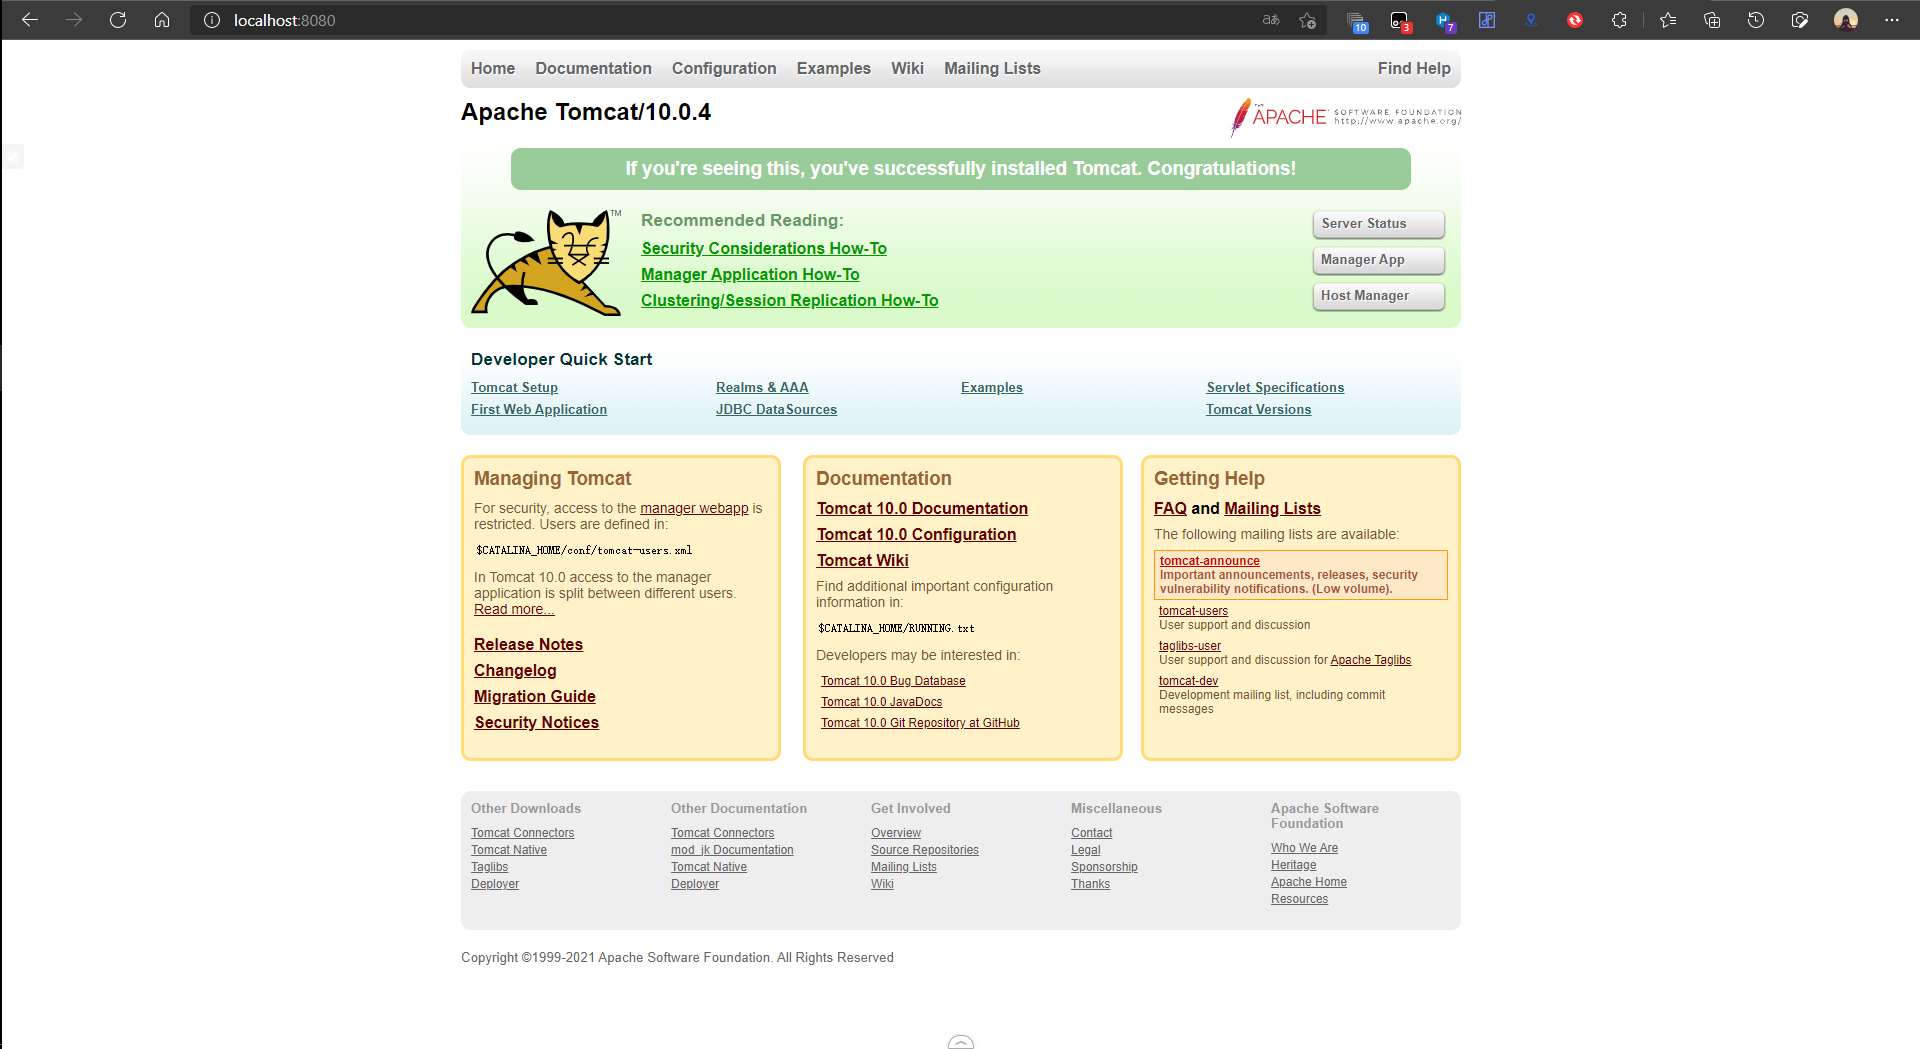 localhost:8080
aあ
10
3
7
Home Documentation Configuration Examples Wiki Mailing Lists Find Help
Apache Tomcat/10.0.4
THE APACHE SOFTWARE FOUNDATION
http://www.apache.org/
If you're seeing this, you've successfully installed Tomcat. Congratulations!
TM
Recommended Reading:
Security Considerations How-To
Manager Application How-To
Clustering/Session Replication How-To
Server Status
Manager App
Host Manager
Developer Quick Start
Tomcat Setup
First Web Application
Realms & AAA
JDBC DataSources
Examples
Servlet Specifications
Tomcat Versions
Managing Tomcat
For security, access to the manager webapp is
restricted. Users are defined in:
$CATALINA_HOME/conf/tomcat-users.xml
In Tomcat 10.0 access to the manager
application is split between different users.
Read more...
Release Notes
Changelog
Migration Guide
Security Notices
Documentation
Tomcat 10.0 Documentation
Tomcat 10.0 Configuration
Tomcat Wiki
Find additional important configuration
information in:
$CATALINA_HOME/RUNNING.txt
Developers may be interested in:
Tomcat 10.0 Bug Database
Tomcat 10.0 JavaDocs
Tomcat 10.0 Git Repository at GitHub
Getting Help
FAQ and Mailing Lists
The following mailing lists are available:
tomcat-announce
Important announcements, releases, security
vulnerability notifications. (Low volume).
tomcat-users
User support and discussion
taglibs-user
User support and discussion for Apache Taglibs
tomcat-dev
Development mailing list, including commit
messages
Other Downloads
Tomcat Connectors
Tomcat Native
Taglibs
Deployer
Other Documentation
Tomcat Connectors
mod_jk Documentation
Tomcat Native
Deployer
Get Involved
Overview
Source Repositories
Mailing Lists
Wiki
Miscellaneous
Contact
Legal
Sponsorship
Thanks
Apache Software
Foundation
Who We Are
Heritage
Apache Home
Resources
Copyright ©1999-2021 Apache Software Foundation. All Rights Reserved